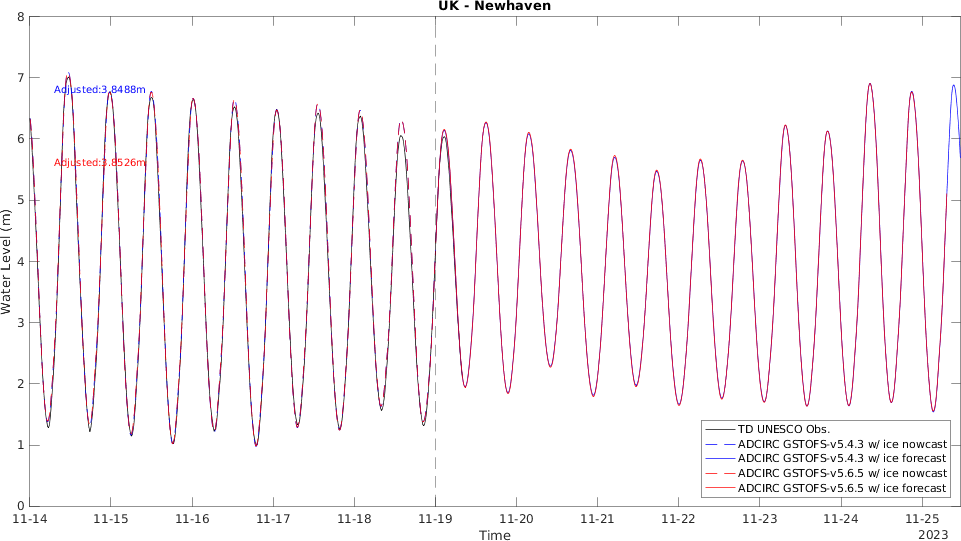 UK - Newhaven
8
7
6
5
4
3
2
1
0
Water Level (m)
Adjusted:3.8488m
Adjusted:3.8526m
TD UNESCO Obs.
ADCIRC GSTOFS-v5.4.3 w/ ice nowcast
ADCIRC GSTOFS-v5.4.3 w/ ice forecast
ADCIRC GSTOFS-v5.6.5 w/ ice nowcast
ADCIRC GSTOFS-v5.6.5 w/ ice forecast
11-14 11-15 11-16 11-17 11-18 11-19 11-20 11-21 11-22 11-23 11-24 11-25
Time
2023